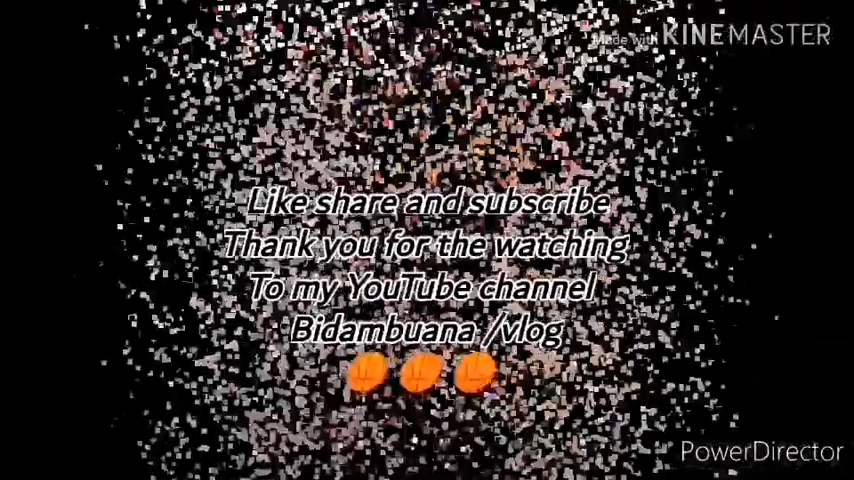 Made with KINEMASTER
Like share and subscribe
Thank you for the watching
To my YouTube channel
Bidambuana /vlog
PowerDirector